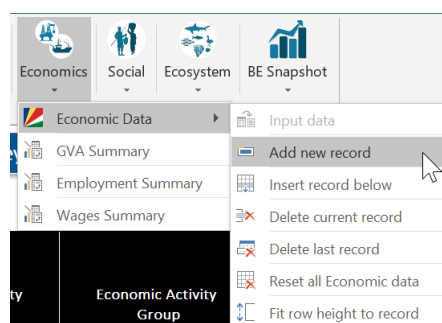 Economics Social Ecosystem BE Snapshot
Economic Data
GVA Summary
Employment Summary
Wages Summary
Input data
Add new record
Insert record below
Delete current record
Delete last record
Reset all Economic data
Fit row height to record
ty
Economic Activity
Group